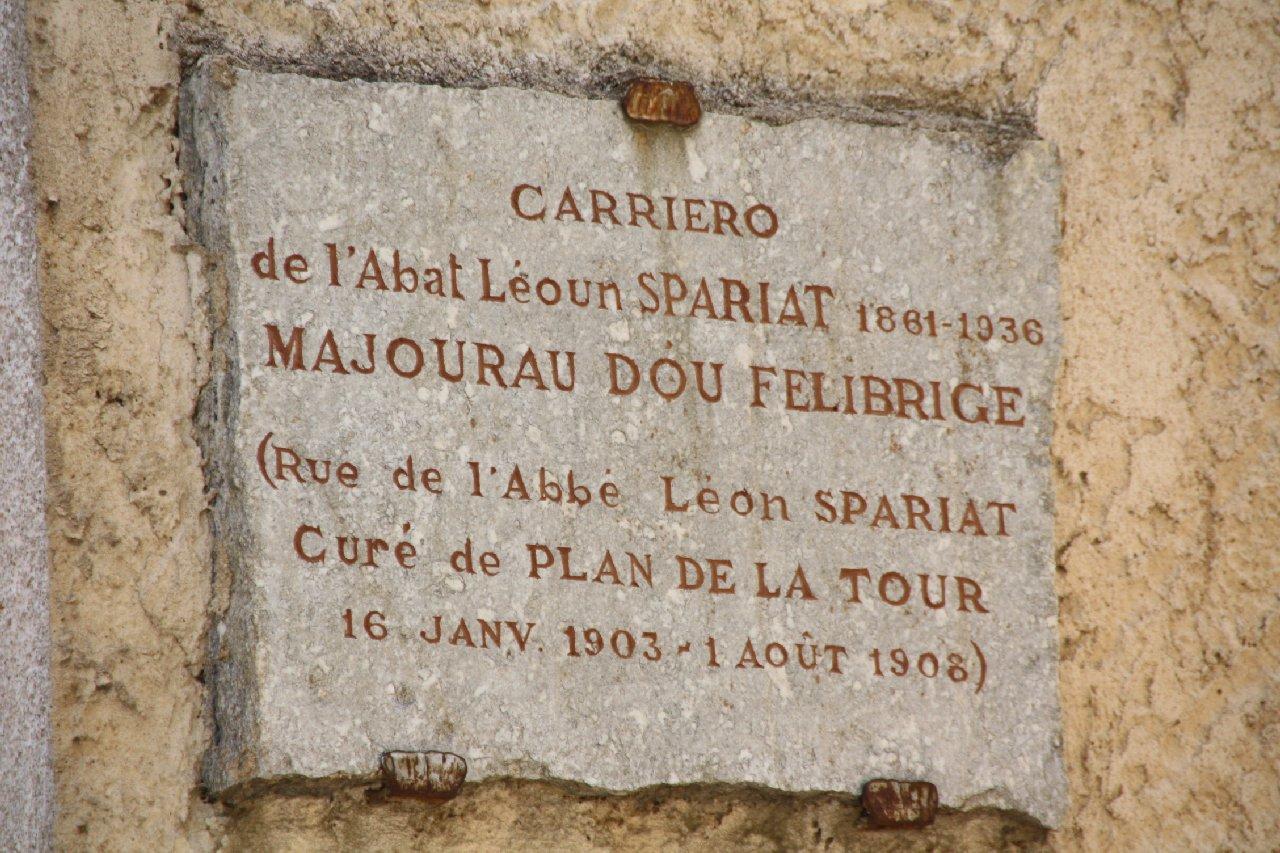 CARRIERO
de l'Abat Léoun SPARIAT 1861-1936
MAJOURAU DÓU FELIBRIGE
(Rue de l'Abbé Léon SPARIAT
Curé de PLAN DE LA TOUR
16 JANV. 1903 - 1 AOÛT 1908)